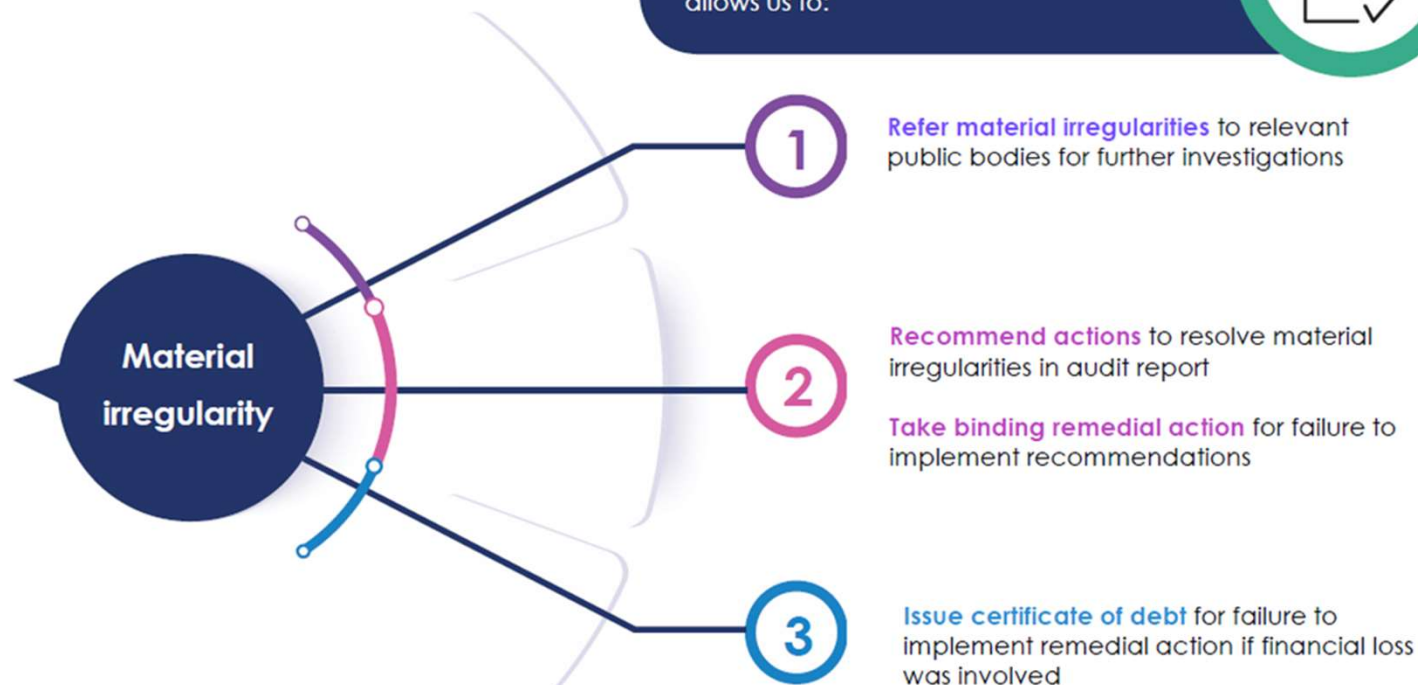 allows us to:
1
Refer material irregularities to relevant
public bodies for further investigations
Material
irregularity
2
Recommend actions to resolve material
irregularities in audit report
Take binding remedial action for failure to
implement recommendations
3
Issue certificate of debt for failure to
implement remedial action if financial loss
was involved